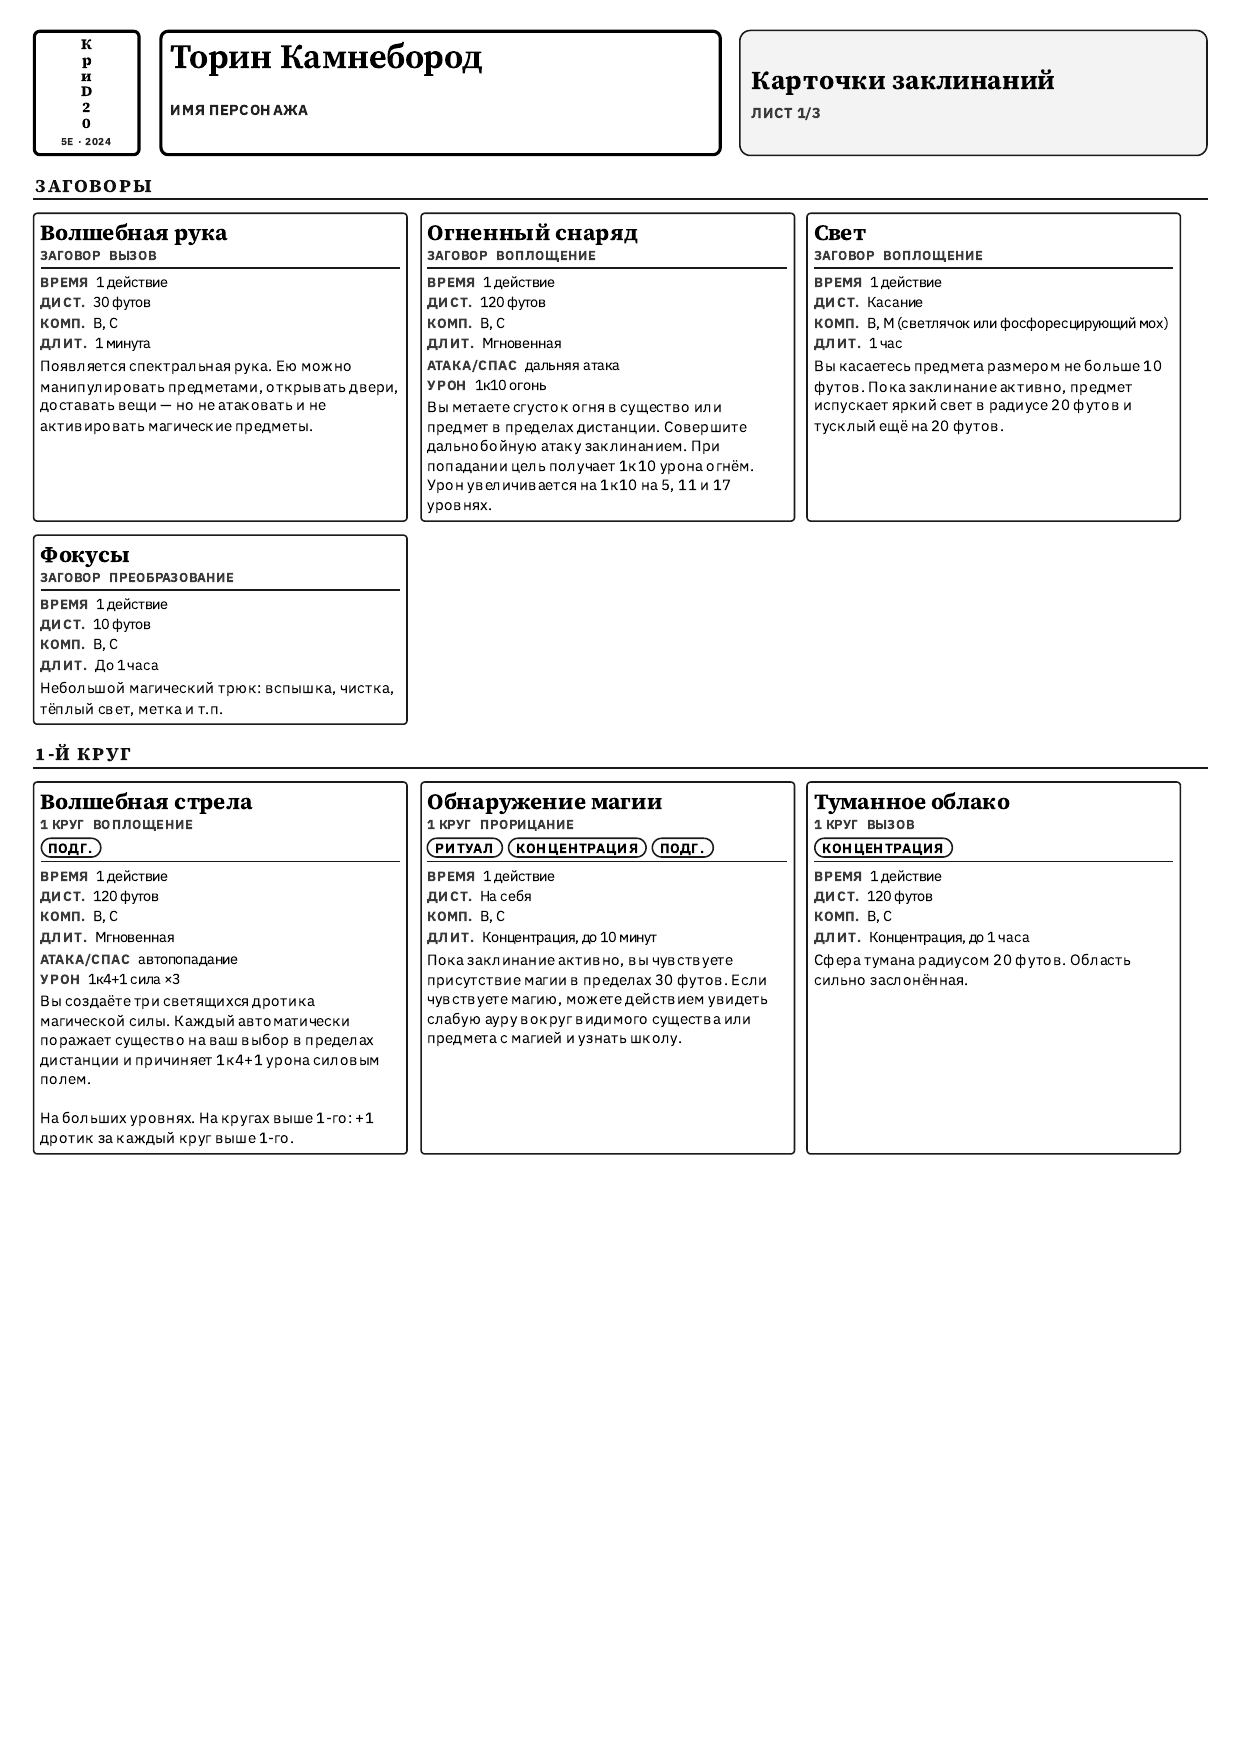 КриD20
5E · 2024
Торин Камнебород
ИМЯ ПЕРСОНАЖА
Карточки заклинаний
ЛИСТ 1/3
ЗАГОВОРЫ
Волшебная рука
ЗАГОВОР ВЫЗОВ
ВРЕМЯ 1 действие
ДИСТ. 30 футов
КОМП. В, С
ДЛИТ. 1 минута
Появляется спектральная рука. Ею можно
манипулировать предметами, открывать двери,
доставать вещи — но не атаковать и не
активировать магические предметы.
Огненный снаряд
ЗАГОВОР ВОПЛОЩЕНИЕ
ВРЕМЯ 1 действие
ДИСТ. 120 футов
КОМП. В, С
ДЛИТ. Мгновенная
АТАКА/СПАС дальняя атака
УРОН 1к10 огонь
Вы метаете сгусток огня в существо или
предмет в пределах дистанции. Совершите
дальнобойную атаку заклинанием. При
попадании цель получает 1к10 урона огнём.
Урон увеличивается на 1к10 на 5, 11 и 17
уровнях.
Свет
ЗАГОВОР ВОПЛОЩЕНИЕ
ВРЕМЯ 1 действие
ДИСТ. Касание
КОМП. В, М (светлячок или фосфоресцирующий мох)
ДЛИТ. 1 час
Вы касаетесь предмета размером не больше 10
футов. Пока заклинание активно, предмет
испускает яркий свет в радиусе 20 футов и
тусклый ещё на 20 футов.
Фокусы
ЗАГОВОР ПРЕОБРАЗОВАНИЕ
ВРЕМЯ 1 действие
ДИСТ. 10 футов
КОМП. В, С
ДЛИТ. До 1 часа
Небольшой магический трюк: вспышка, чистка,
тёплый свет, метка и т.п.
1-Й КРУГ
Волшебная стрела
1 КРУГ ВОПЛОЩЕНИЕ
ПОДГ.
ВРЕМЯ 1 действие
ДИСТ. 120 футов
КОМП. В, С
ДЛИТ. Мгновенная
АТАКА/СПАС автопопадание
УРОН 1к4+1 сила ×3
Вы создаёте три светящихся дротика
магической силы. Каждый автоматически
поражает существо на ваш выбор в пределах
дистанции и причиняет 1к4+1 урона силовым
полем.
На больших уровнях. На кругах выше 1-го: +1
дротик за каждый круг выше 1-го.
Обнаружение магии
1 КРУГ ПРОРИЦАНИЕ
РИТУАЛ КОНЦЕНТРАЦИЯ ПОДГ.
ВРЕМЯ 1 действие
ДИСТ. На себя
КОМП. В, С
ДЛИТ. Концентрация, до 10 минут
Пока заклинание активно, вы чувствуете
присутствие магии в пределах 30 футов. Если
чувствуете магию, можете действием увидеть
слабую ауру вокруг видимого существа или
предмета с магией и узнать школу.
Туманное облако
1 КРУГ ВЫЗОВ
КОНЦЕНТРАЦИЯ
ВРЕМЯ 1 действие
ДИСТ. 120 футов
КОМП. В, С
ДЛИТ. Концентрация, до 1 часа
Сфера тумана радиусом 20 футов. Область
сильно заслонённая.